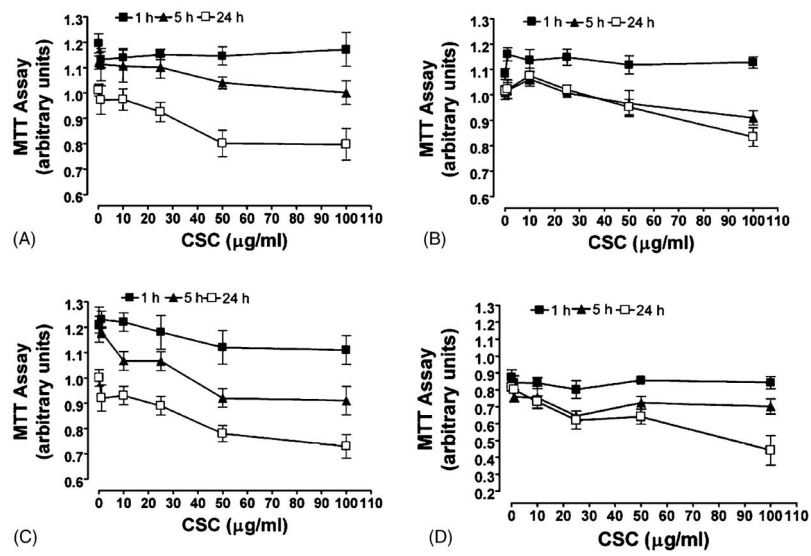 1 h 5 h 24 h
1.3
1.2
1.1
1.0
0.9
0.8
0.7
0.6
MTT Assay
(arbitrary units)
0 10 20 30 40 50 60 70 80 90 100 110
CSC (μg/ml)
(A)
1 h 5 h 24 h
1.3
1.2
1.1
1.0
0.9
0.8
0.7
0.6
MTT Assay
(arbitrary units)
0 10 20 30 40 50 60 70 80 90 100 110
CSC (μg/ml)
(B)
1 h 5 h 24 h
1.3
1.2
1.1
1.0
0.9
0.8
0.7
0.6
MTT Assay
(arbitrary units)
0 10 20 30 40 50 60 70 80 90 100 110
CSC (μg/ml)
(C)
1 h 5 h 24 h
1.3
0.9
0.8
0.7
0.6
0.5
0.4
0.3
0.2
MTT Assay
(arbitrary units)
0 10 20 30 40 50 60 70 80 90 100 110
CSC (μg/ml)
(D)